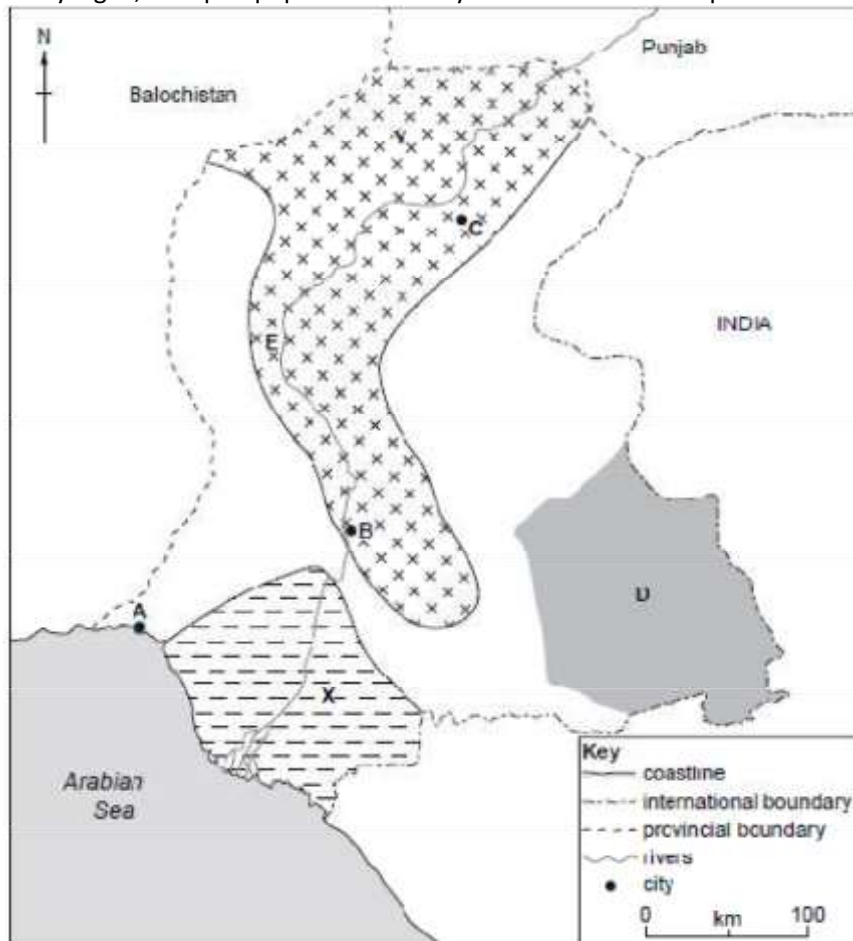 N
Punjab
Balochistan
C
INDIA
E
B
D
A
X
Arabian
Sea
Key
coastline
international boundary
provincial boundary
rivers
city
0 km 100